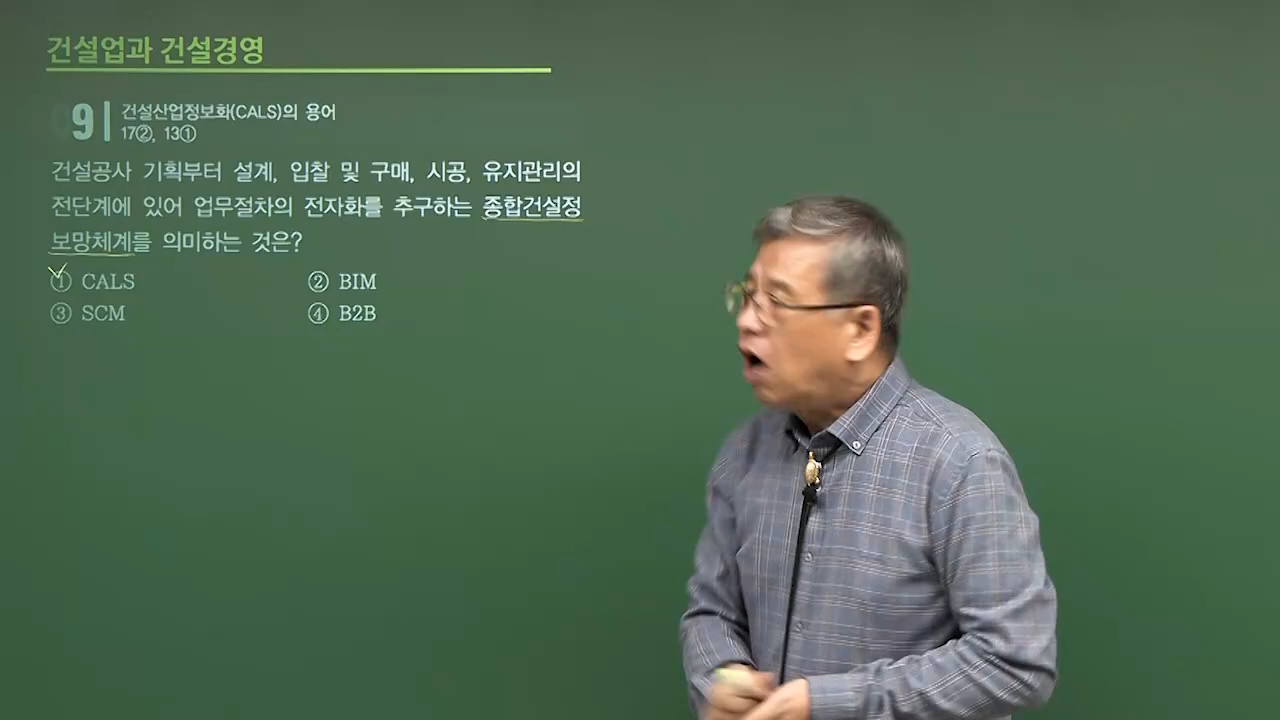 건설업과 건설경영
9 건설산업정보화(CALS)의 용어
17②, 13①
건설공사 기획부터 설계, 입찰 및 구매, 시공, 유지관리의
전단계에 있어 업무절차의 전자화를 추구하는 종합건설정
보망체계를 의미하는 것은?
① CALS ② BIM
③ SCM ④ B2B